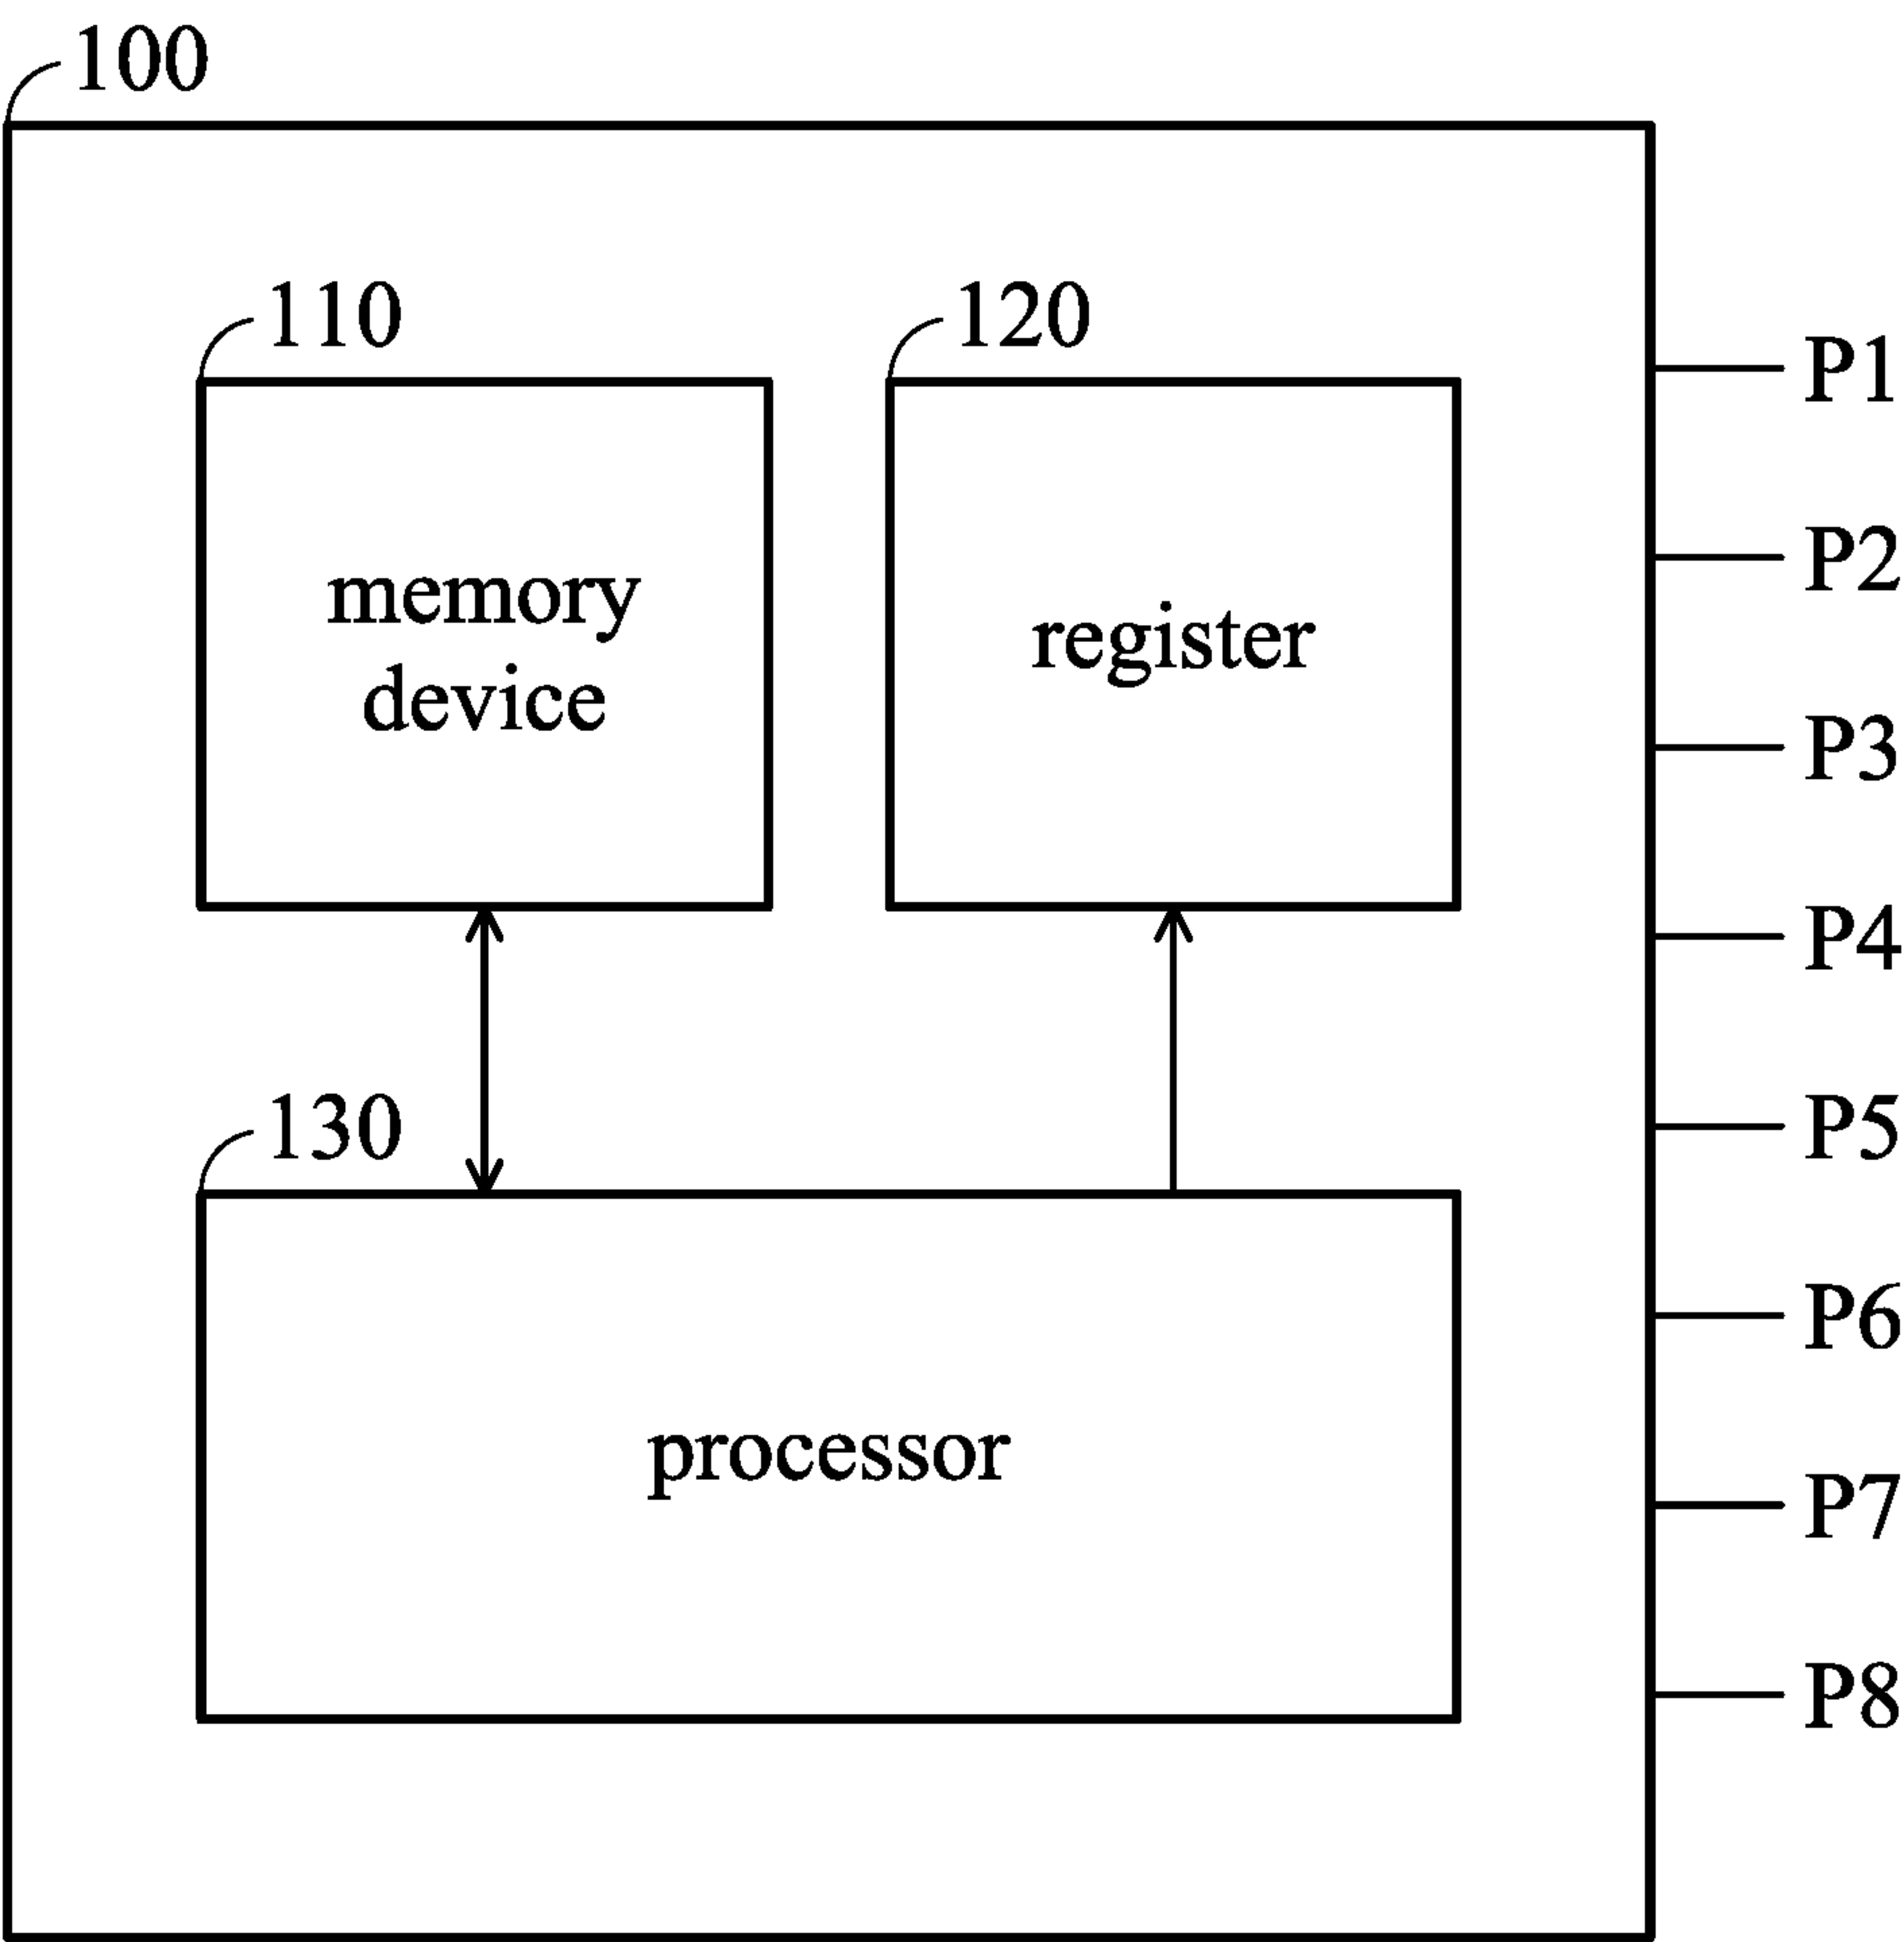 100
110
120
P1
P2
memory
device
register
P3
P4
130
P5
P6
processor
P7
P8